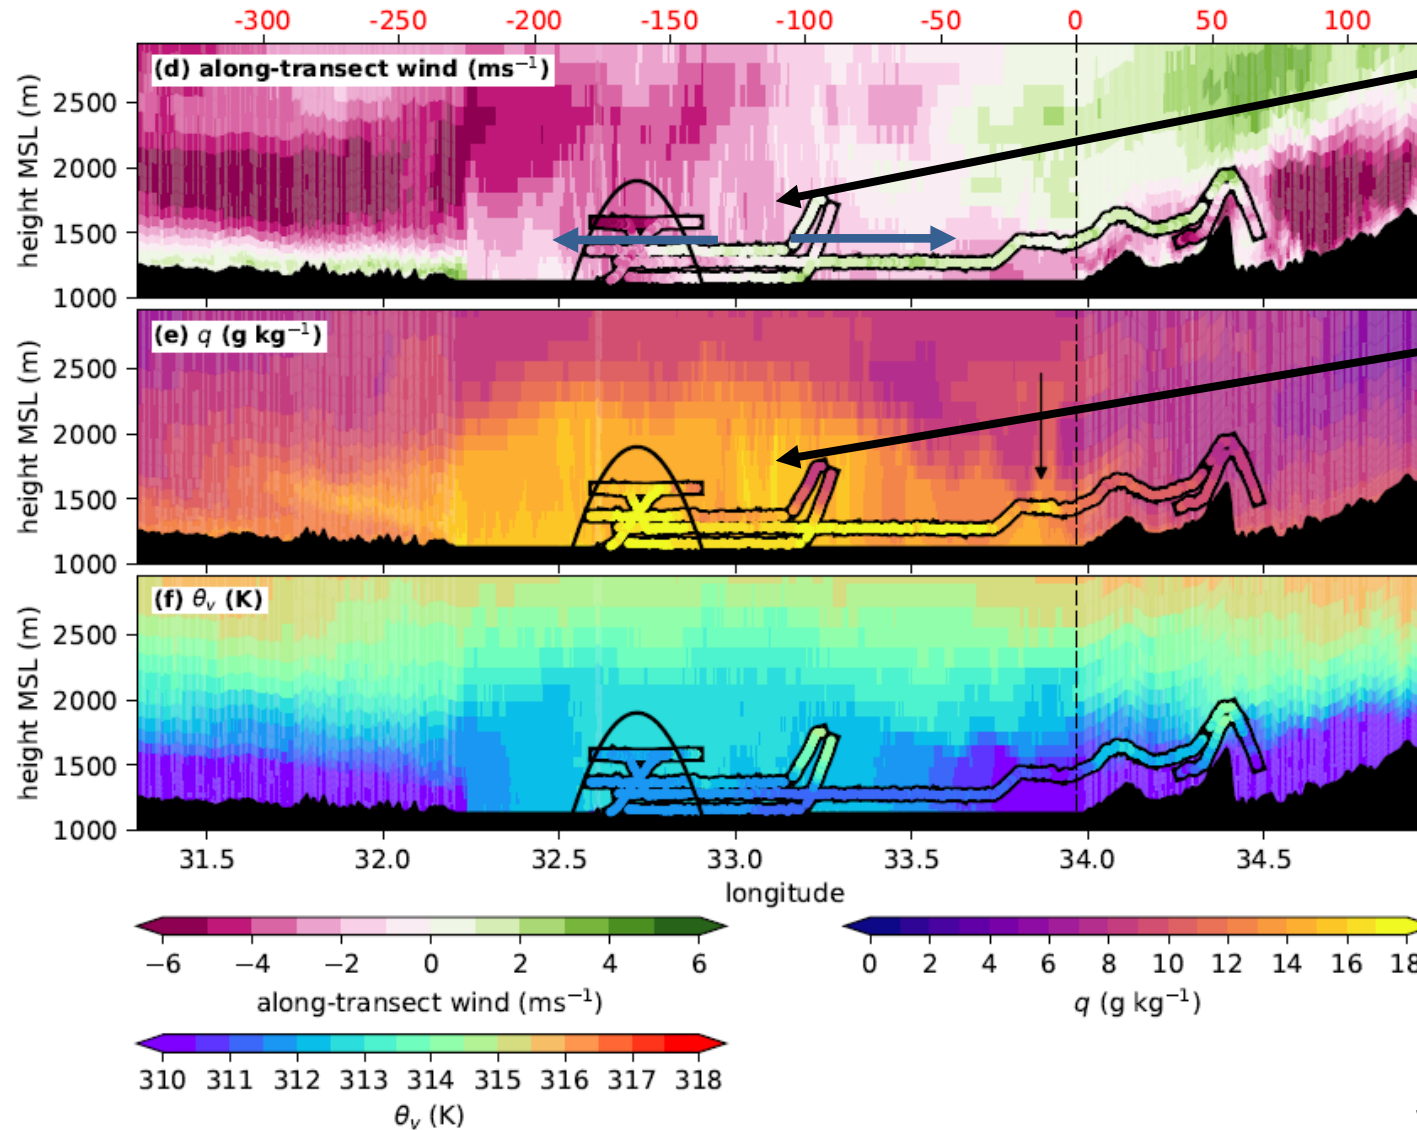 -300 -250 -200 -150 -100 -50 0 50 100
(d) along-transect wind (ms⁻¹)
height MSL (m)
2500
2000
1500
1000
(e) q (g kg⁻¹)
height MSL (m)
2500
2000
1500
1000
(f) θᵥ (K)
height MSL (m)
2500
2000
1500
1000
31.5 32.0 32.5 33.0 33.5 34.0 34.5
longitude
−6 −4 −2 0 2 4 6
along-transect wind (ms⁻¹)
0 2 4 6 8 10 12 14 16 18
q (g kg⁻¹)
310 311 312 313 314 315 316 317 318
θᵥ (K)